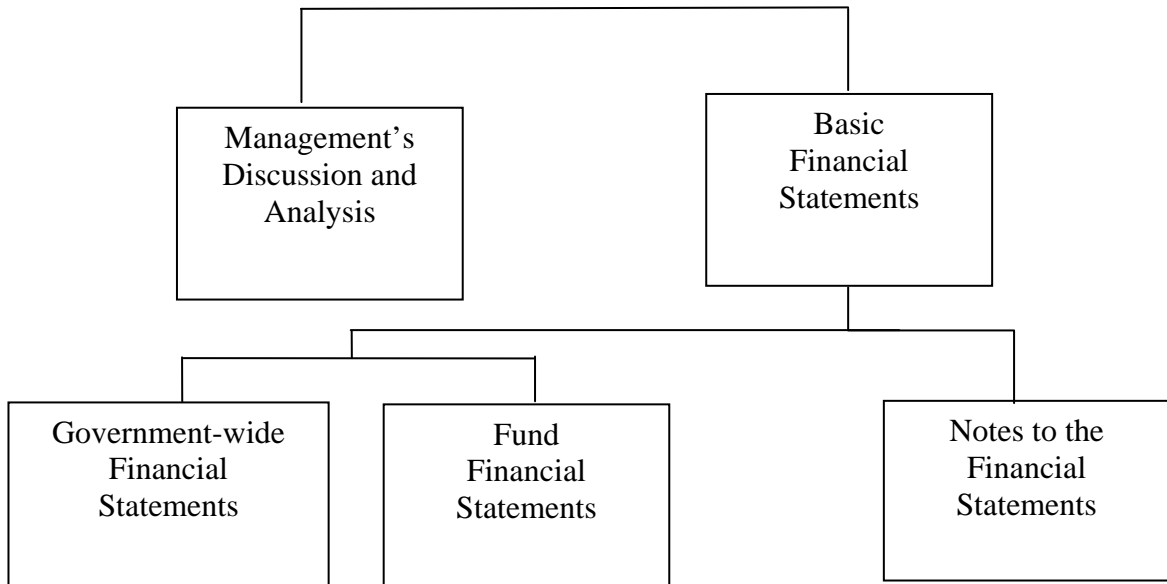 Management’s
Discussion and
Analysis
Basic
Financial
Statements
Government-wide
Financial
Statements
Fund
Financial
Statements
Notes to the
Financial
Statements